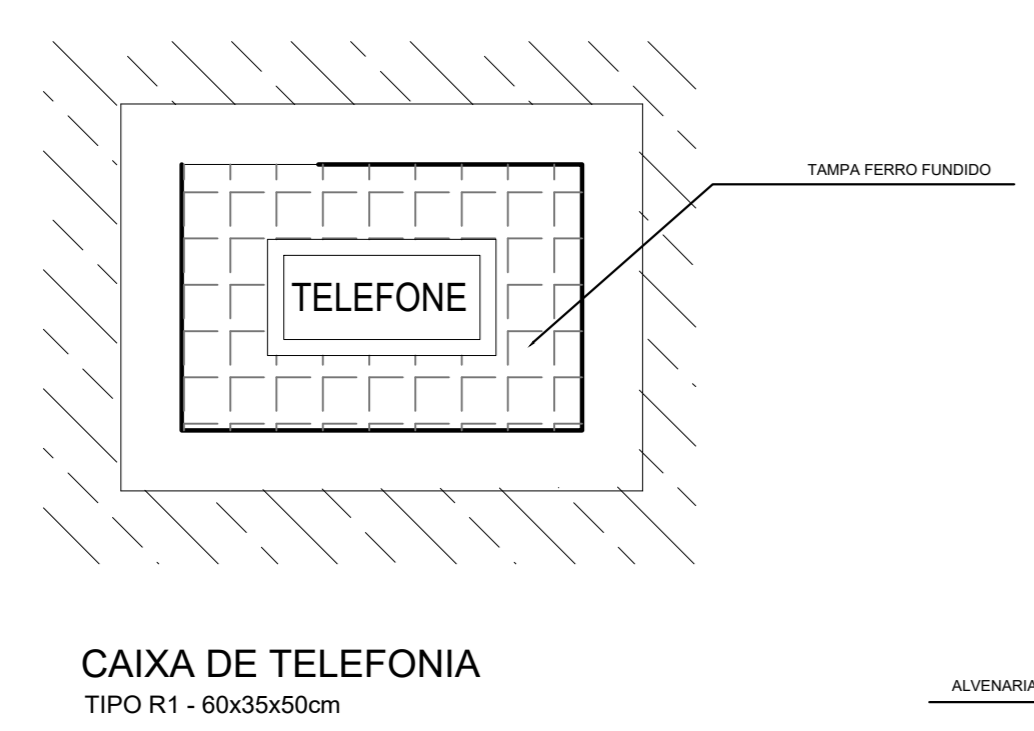 TAMPA FERRO FUNDIDO
TELEFONE
CAIXA DE TELEFONIA
TIPO R1 - 60x35x50cm
ALVENARIA